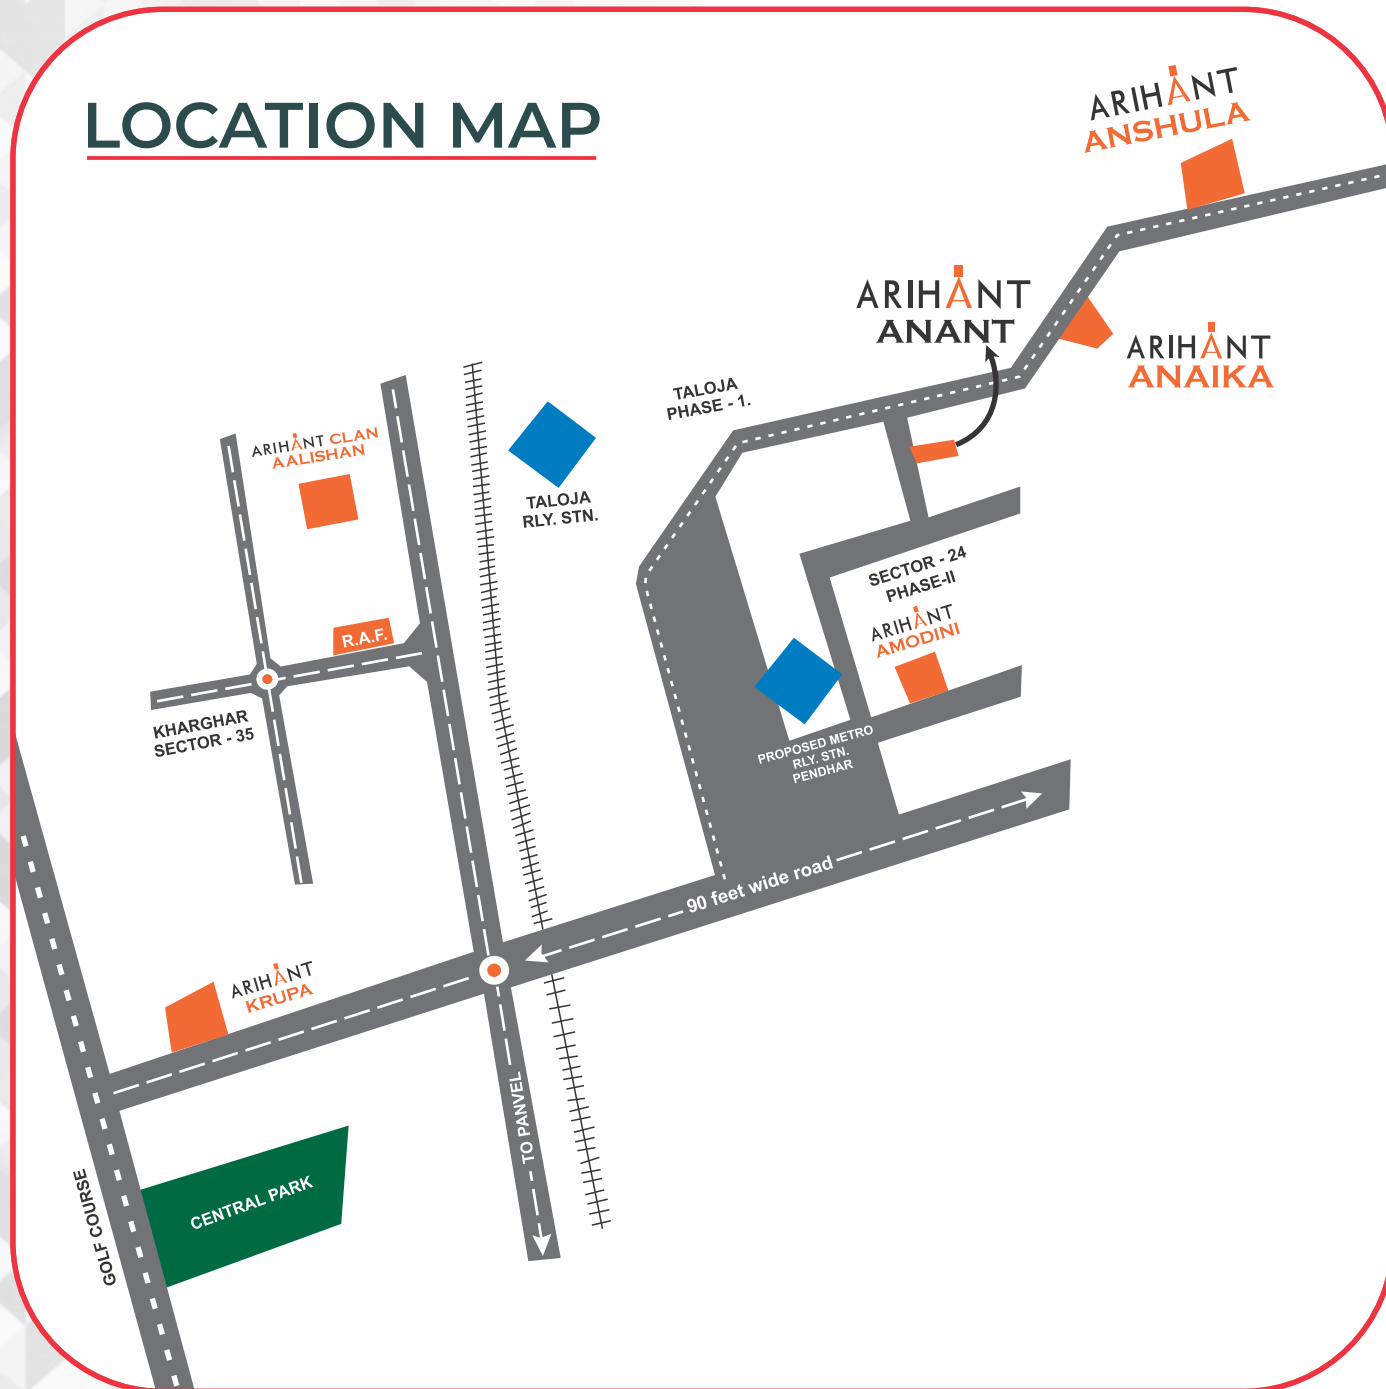 LOCATION MAP
ARIHANT
ANSHULA
ARIHANT
ANANT
ARIHANT
ANAIKA
TALOJA
PHASE - 1.
ARIHANT CLAN
AALISHAN
TALOJA
RLY. STN.
SECTOR - 24
PHASE-II
ARIHANT
AMODINI
R.A.F.
KHARGHAR
SECTOR - 35
PROPOSED METRO
RLY. STN.
PENDHAR
90 feet wide road
ARIHANT
KRUPA
TO PANVEL
CENTRAL PARK
GOLF COURSE